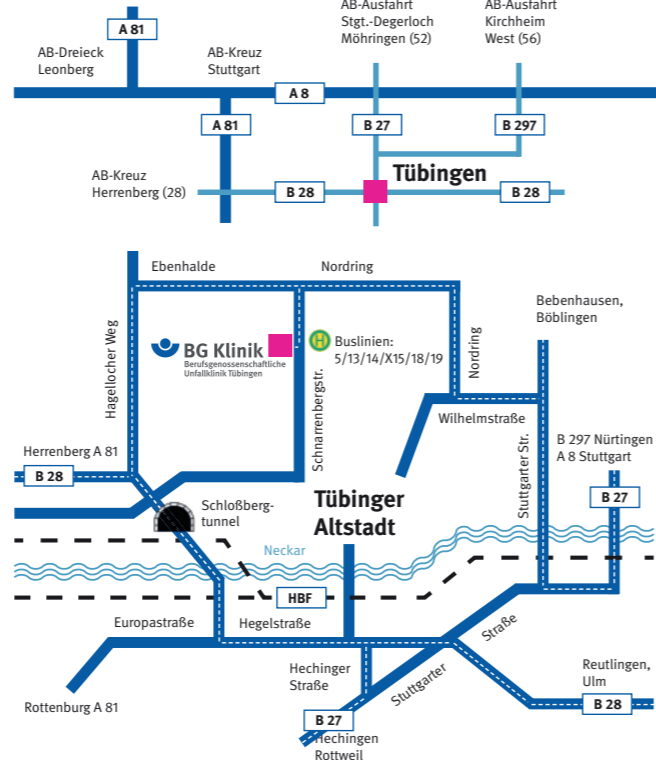 AB-Ausfahrt
Stgt.-Degerloch
Möhringen (52)
AB-Ausfahrt
Kirchheim
West (56)
A 81
AB-Dreieck
Leonberg
AB-Kreuz
Stuttgart
A 8
A 81
B 27
B 297
AB-Kreuz
Herrenberg (28)
Tübingen
B 28
B 28
Ebenhalde
Nordring
Bebenhausen,
Böblingen
Hagellocher Weg
BG Klinik
Berufsgenossenschaftliche
Unfallklinik Tübingen
H
Buslinien:
5/13/14/X15/18/19
Nordring
Schnarrenbergstr.
Wilhelmstraße
Stuttgarter Str.
Herrenberg A 81
B 28
B 297 Nürtingen
A 8 Stuttgart
B 27
Schloßberg-
tunnel
Tübinger
Altstadt
Neckar
HBF
Europastraße
Hegelstraße
Stuttgarter
Straße
Hechinger
Straße
Reutlingen,
Ulm
B 28
Rottenburg A 81
B 27
Hechingen
Rottweil